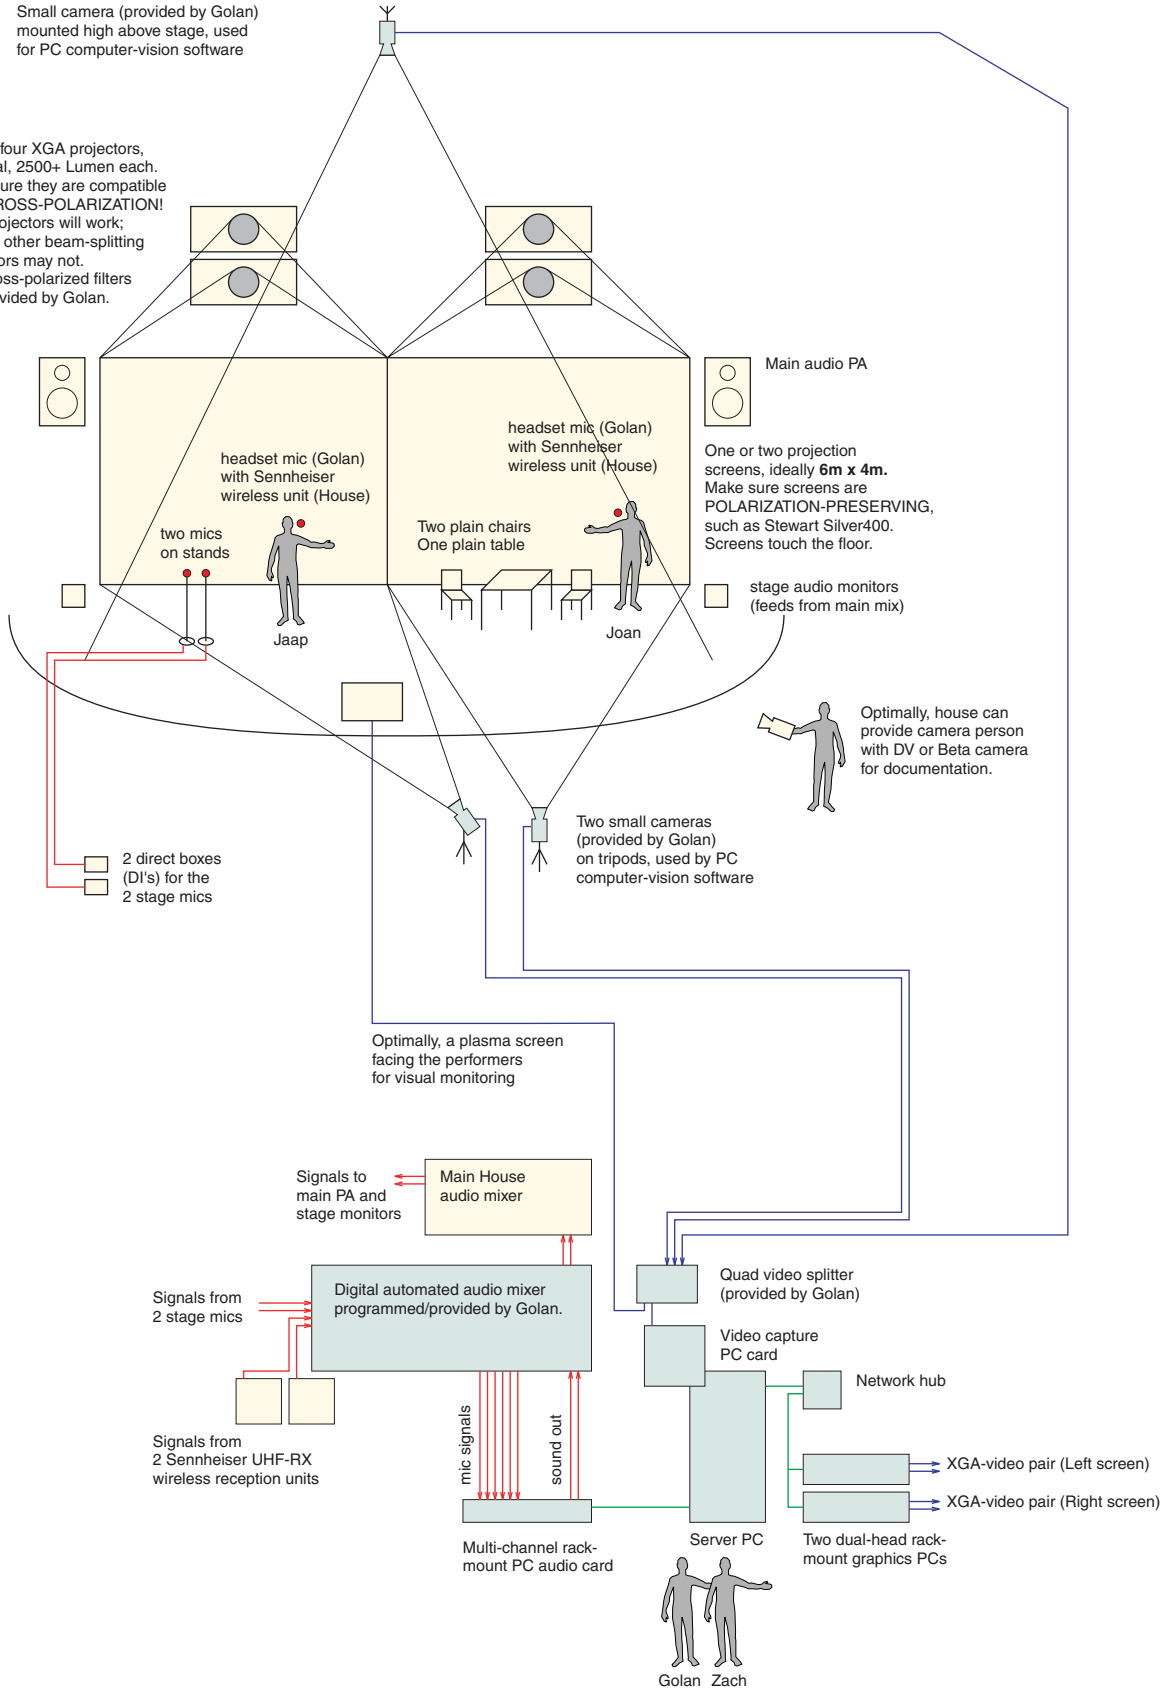 Small camera (provided by Golan)
mounted high above stage, used
for PC computer-vision software
four XGA projectors,
2500+ Lumen each.
they are compatible
projectors will work;
other beam-splitting
may not.
filters
by Golan.
Main audio PA
headset mic (Golan)
with Sennheiser
wireless unit (House)
headset mic (Golan)
with Sennheiser
wireless unit (House)
One or two projection
screens, ideally 6m x 4m.
Make sure screens are
POLARIZATION-PRESERVING,
such as Stewart Silver400.
Screens touch the floor.
two mics
on stands
Two plain chairs
One plain table
stage audio monitors
(feeds from main mix)
Jaap
Joan
Optimally, house can
provide camera person
with DV or Beta camera
for documentation.
Two small cameras
(provided by Golan)
on tripods, used by PC
computer-vision software
2 direct boxes
(DI's) for the
2 stage mics
Optimally, a plasma screen
facing the performers
for visual monitoring
Signals to
main PA and
stage monitors
Main House
audio mixer
Digital automated audio mixer
programmed/provided by Golan.
Signals from
2 stage mics
Quad video splitter
(provided by Golan)
Video capture
PC card
Network hub
Signals from
2 Sennheiser UHF-RX
wireless reception units
mic signals
sound out
XGA-video pair (Left screen)
XGA-video pair (Right screen)
Multi-channel rack-
mount PC audio card
Server PC
Two dual-head rack-
mount graphics PCs
Golan
Zach